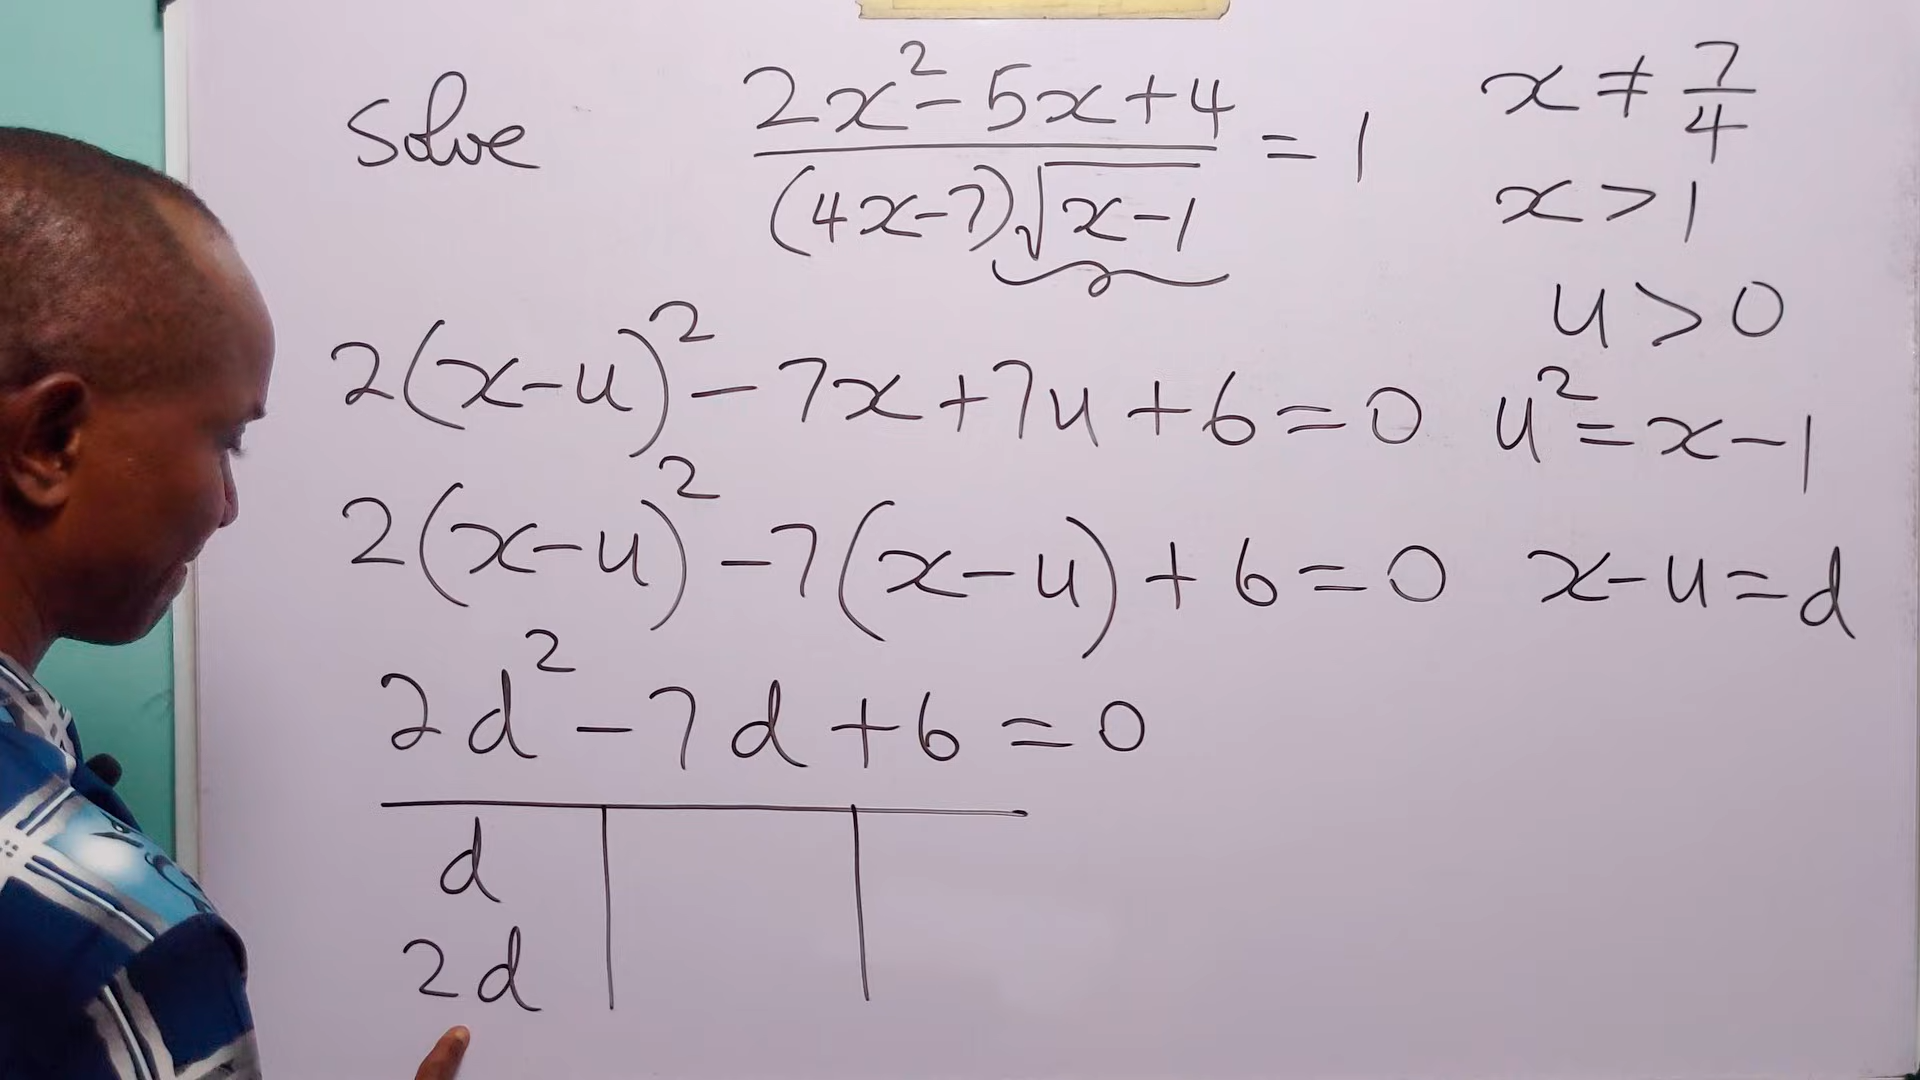 Solve (2x²-5x+4)/((4x-7)√(x-1)) = 1
x ≠ 7/4
x > 1
u > 0
2(x-u)² - 7x + 7u + 6 = 0
u² = x-1
2(x-u)² - 7(x-u) + 6 = 0
x-u = d
2d² - 7d + 6 = 0
d
2d